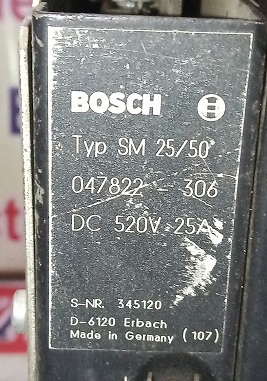 BOSCH
Typ SM 25/50
047822 - 306
DC 520V 25A
S-NR. 345120
D-6120 Erbach
Made in Germany (107)